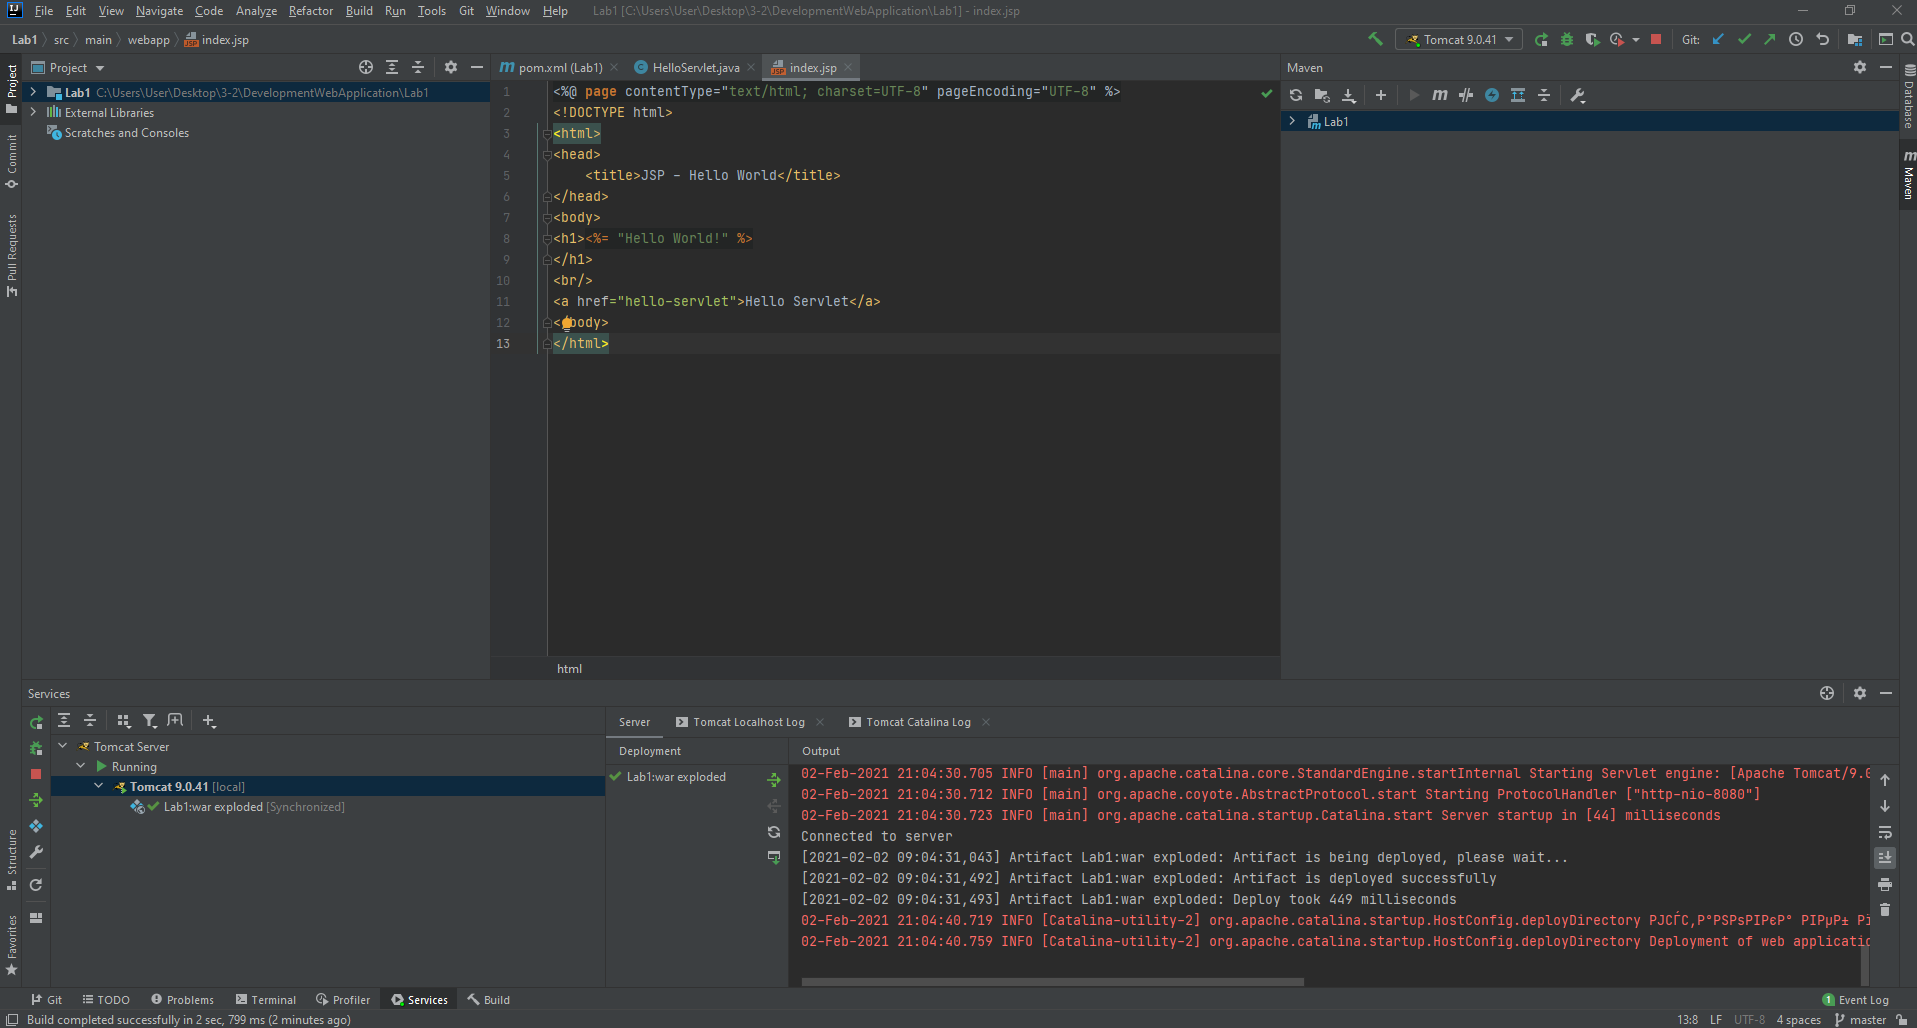 File Edit View Navigate Code Analyze Refactor Build Run Tools Git Window Help Lab1 [C:\Users\User\Desktop\3-2\DevelopmentWebApplication\Lab1] - index.jsp
Lab1 src main webapp index.jsp
Tomcat 9.0.41 Git:
Project
Commit
Pull Requests
Structure
Favorites
Project
Lab1 C:\Users\User\Desktop\3-2\DevelopmentWebApplication\Lab1
External Libraries
Scratches and Consoles
pom.xml (Lab1) HelloServlet.java index.jsp
1 <%@ page contentType="text/html; charset=UTF-8" pageEncoding="UTF-8" %>
2 <!DOCTYPE html>
3 <html>
4 <head>
5 <title>JSP - Hello World</title>
6 </head>
7 <body>
8 <h1><%= "Hello World!" %>
9 </h1>
10 <br/>
11 <a href="hello-servlet">Hello Servlet</a>
12 < body>
13 </html>
html
Maven
Lab1
Database
Maven
Services
Tomcat Server
Running
Tomcat 9.0.41 [local]
Lab1:war exploded [Synchronized]
Server Tomcat Localhost Log Tomcat Catalina Log
Deployment
Lab1:war exploded
Output
02-Feb-2021 21:04:30.705 INFO [main] org.apache.catalina.core.StandardEngine.startInternal Starting Servlet engine: [Apache Tomcat/9.0
02-Feb-2021 21:04:30.712 INFO [main] org.apache.coyote.AbstractProtocol.start Starting ProtocolHandler ["http-nio-8080"]
02-Feb-2021 21:04:30.723 INFO [main] org.apache.catalina.startup.Catalina.start Server startup in [44] milliseconds
Connected to server
[2021-02-02 09:04:31,043] Artifact Lab1:war exploded: Artifact is being deployed, please wait...
[2021-02-02 09:04:31,492] Artifact Lab1:war exploded: Artifact is deployed successfully
[2021-02-02 09:04:31,493] Artifact Lab1:war exploded: Deploy took 449 milliseconds
02-Feb-2021 21:04:40.719 INFO [Catalina-utility-2] org.apache.catalina.startup.HostConfig.deployDirectory
02-Feb-2021 21:04:40.759 INFO [Catalina-utility-2] org.apache.catalina.startup.HostConfig.deployDirectory Deployment of web applicatio
Git TODO Problems Terminal Profiler Services Build 1 Event Log
Build completed successfully in 2 sec, 799 ms (2 minutes ago) 13:8 LF UTF-8 4 spaces master